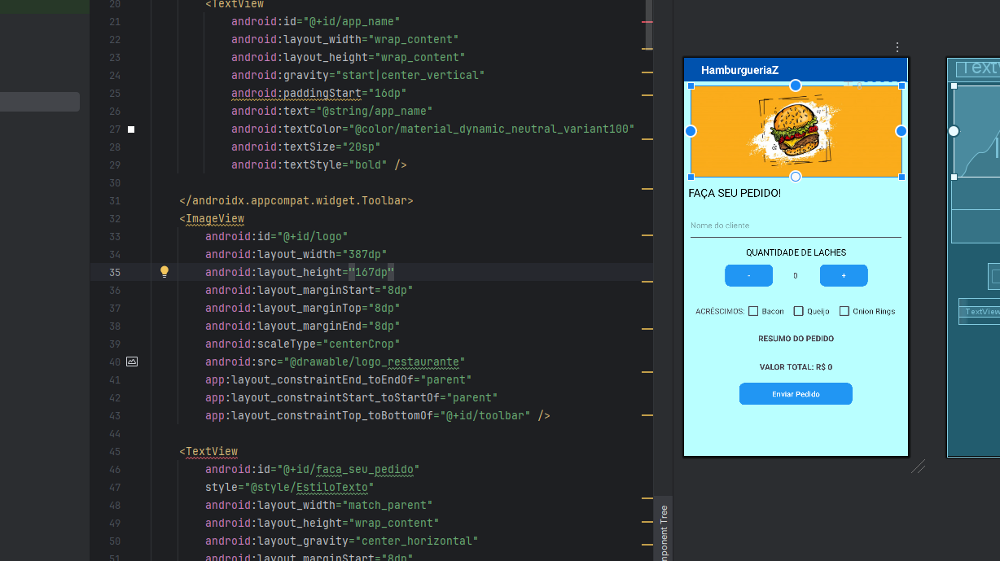 20 <TextView
21 android:id="@+id/app_name"
22 android:layout_width="wrap_content"
23 android:layout_height="wrap_content"
24 android:gravity="start|center_vertical"
25 android:paddingStart="16dp"
26 android:text="@string/app_name"
27 android:textColor="@color/material_dynamic_neutral_variant100"
28 android:textSize="20sp"
29 android:textStyle="bold" />
30
31 </androidx.appcompat.widget.Toolbar>
32 <ImageView
33 android:id="@+id/logo"
34 android:layout_width="387dp"
35 android:layout_height="167dp"
36 android:layout_marginStart="8dp"
37 android:layout_marginTop="8dp"
38 android:layout_marginEnd="8dp"
39 android:scaleType="centerCrop"
40 android:src="@drawable/logo_restaurante"
41 app:layout_constraintEnd_toEndOf="parent"
42 app:layout_constraintStart_toStartOf="parent"
43 app:layout_constraintTop_toBottomOf="@+id/toolbar" />
44
45 <TextView
46 android:id="@+id/faca_seu_pedido"
47 style="@style/EstiloTexto"
48 android:layout_width="match_parent"
49 android:layout_height="wrap_content"
50 android:layout_gravity="center_horizontal"
51 android:layout_marginStart="8dp"
HamburgueriaZ
FAÇA SEU PEDIDO!
Nome do cliente
QUANTIDADE DE LACHES
- 0 +
ACRÉSCIMOS: Bacon Queijo Onion Rings
RESUMO DO PEDIDO
VALOR TOTAL: R$ 0
Enviar Pedido
TextView
Tree